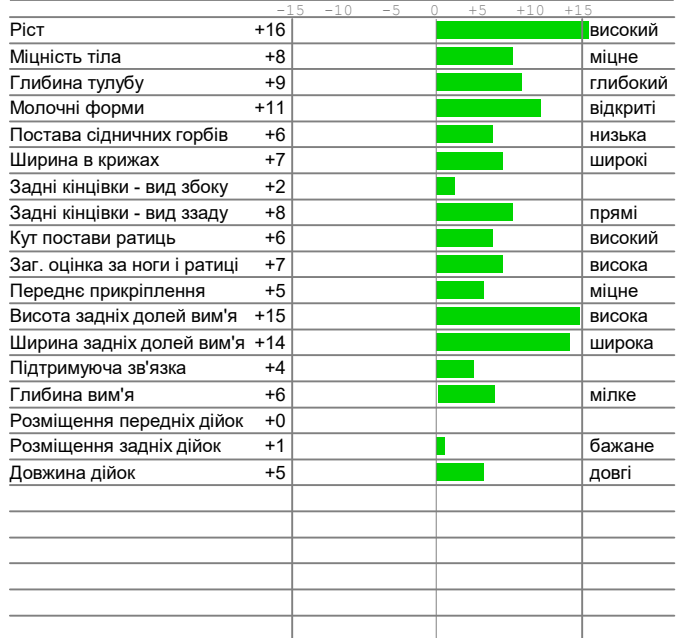 -15 -10 -5 0 +5 +10 +15
Ріст +16 високий
Міцність тіла +8 міцне
Глибина тулубу +9 глибокий
Молочні форми +11 відкриті
Постава сідничних горбів +6 низька
Ширина в крижах +7 широкі
Задні кінцівки - вид збоку +2
Задні кінцівки - вид ззаду +8 прямі
Кут постави ратиць +6 високий
Заг. оцінка за ноги і ратиці +7 висока
Переднє прикріплення +5 міцне
Висота задніх долей вим'я +15 висока
Ширина задніх долей вим'я +14 широка
Підтримуюча зв'язка +4
Глибина вим'я +6 мілке
Розміщення передніх дійок +0
Розміщення задніх дійок +1 бажане
Довжина дійок +5 довгі